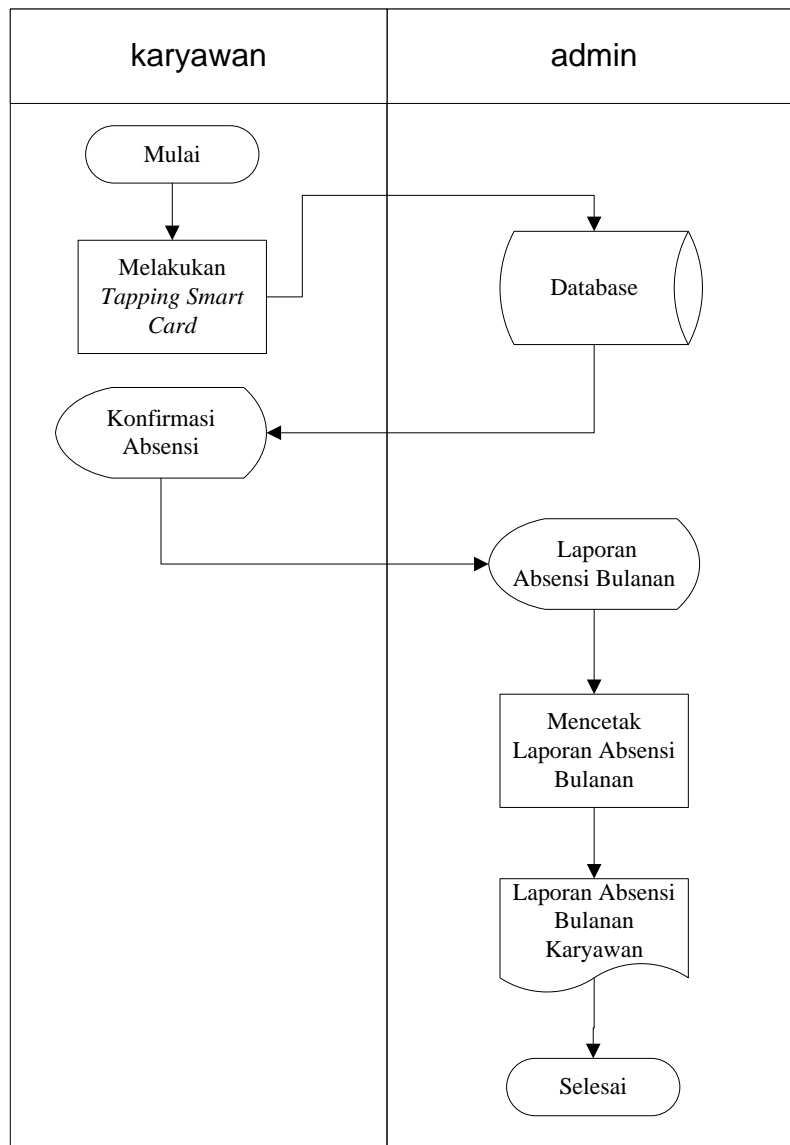 karyawan
admin
Mulai
Melakukan
Tapping Smart
Card
Database
Konfirmasi
Absensi
Laporan
Absensi Bulanan
Mencetak
Laporan Absensi
Bulanan
Laporan Absensi
Bulanan
Karyawan
Selesai